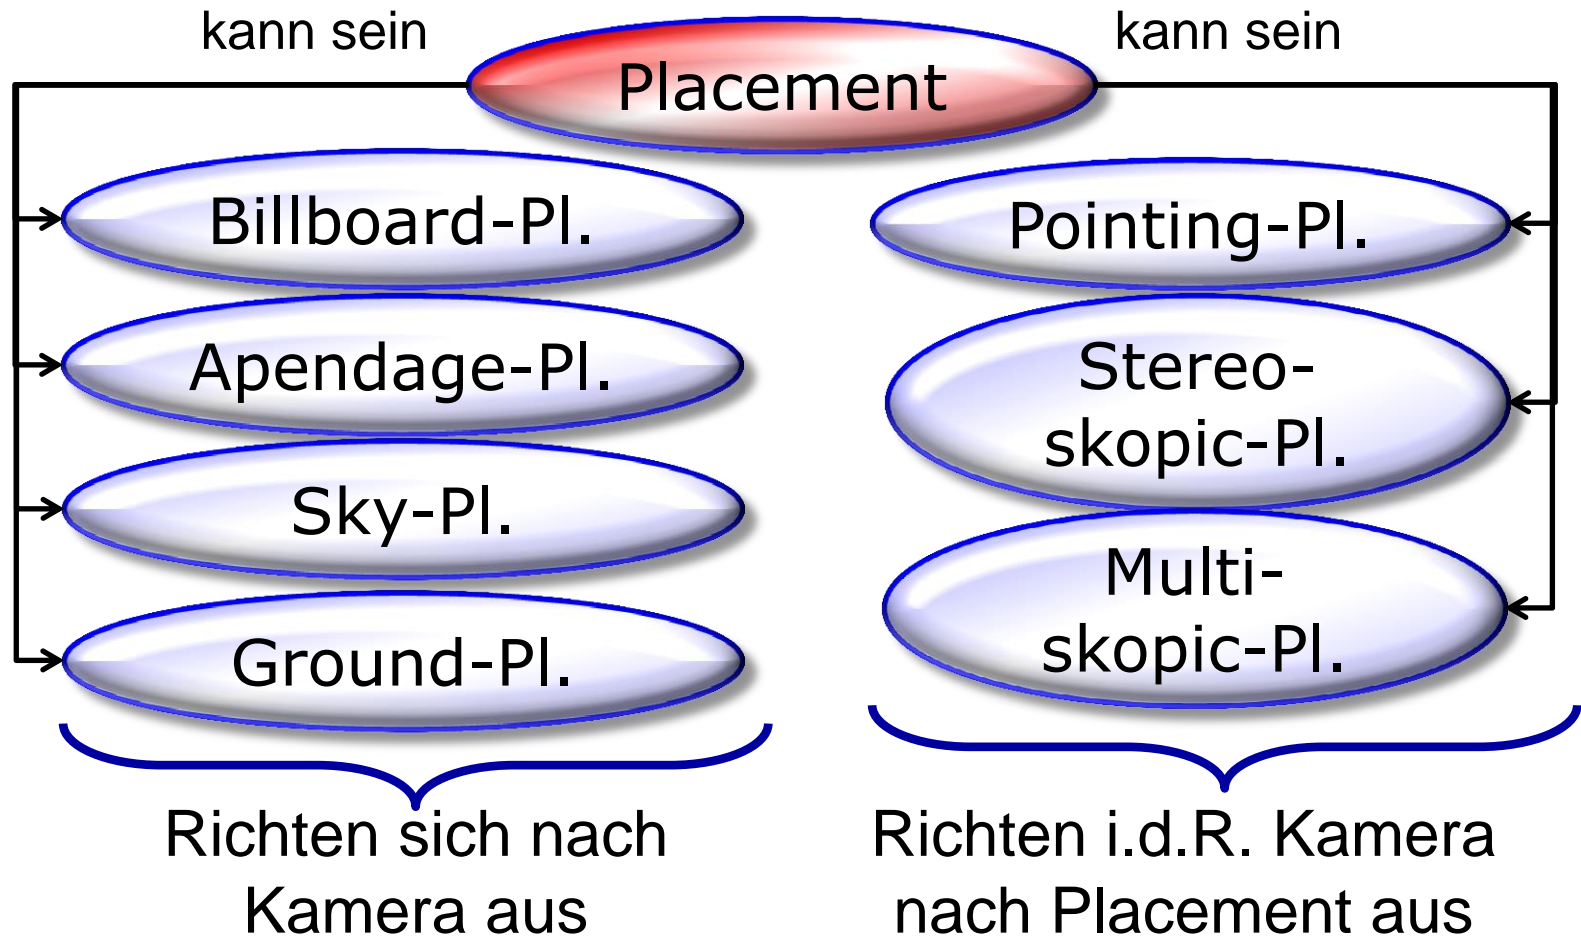 kann sein
Placement
kann sein
Billboard-Pl.
Apendage-Pl.
Sky-Pl.
Ground-Pl.
Richten sich nach
Kamera aus
Pointing-Pl.
Stereo-
skopic-Pl.
Multi-
skopic-Pl.
Richten i.d.R. Kamera
nach Placement aus